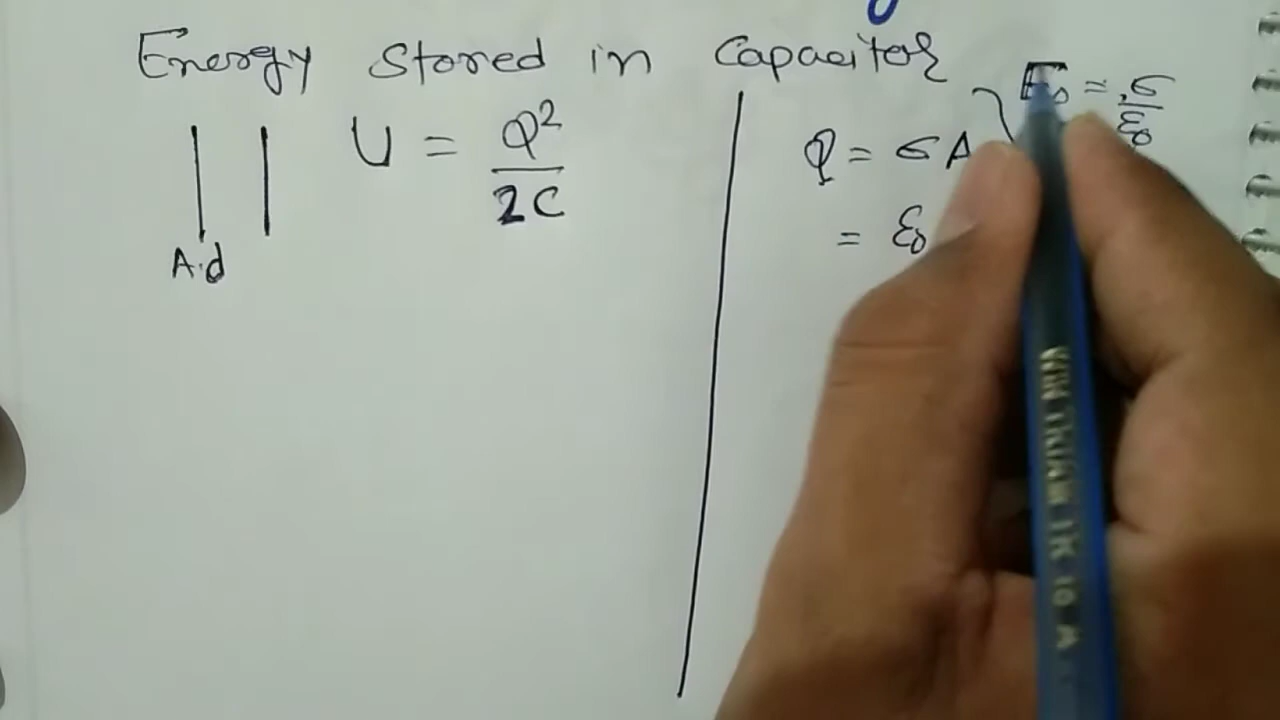 Energy Stored in Capacitor
U = Q²/2C
A.d
E₀ = σ/ε₀
Q = σA
= ε₀